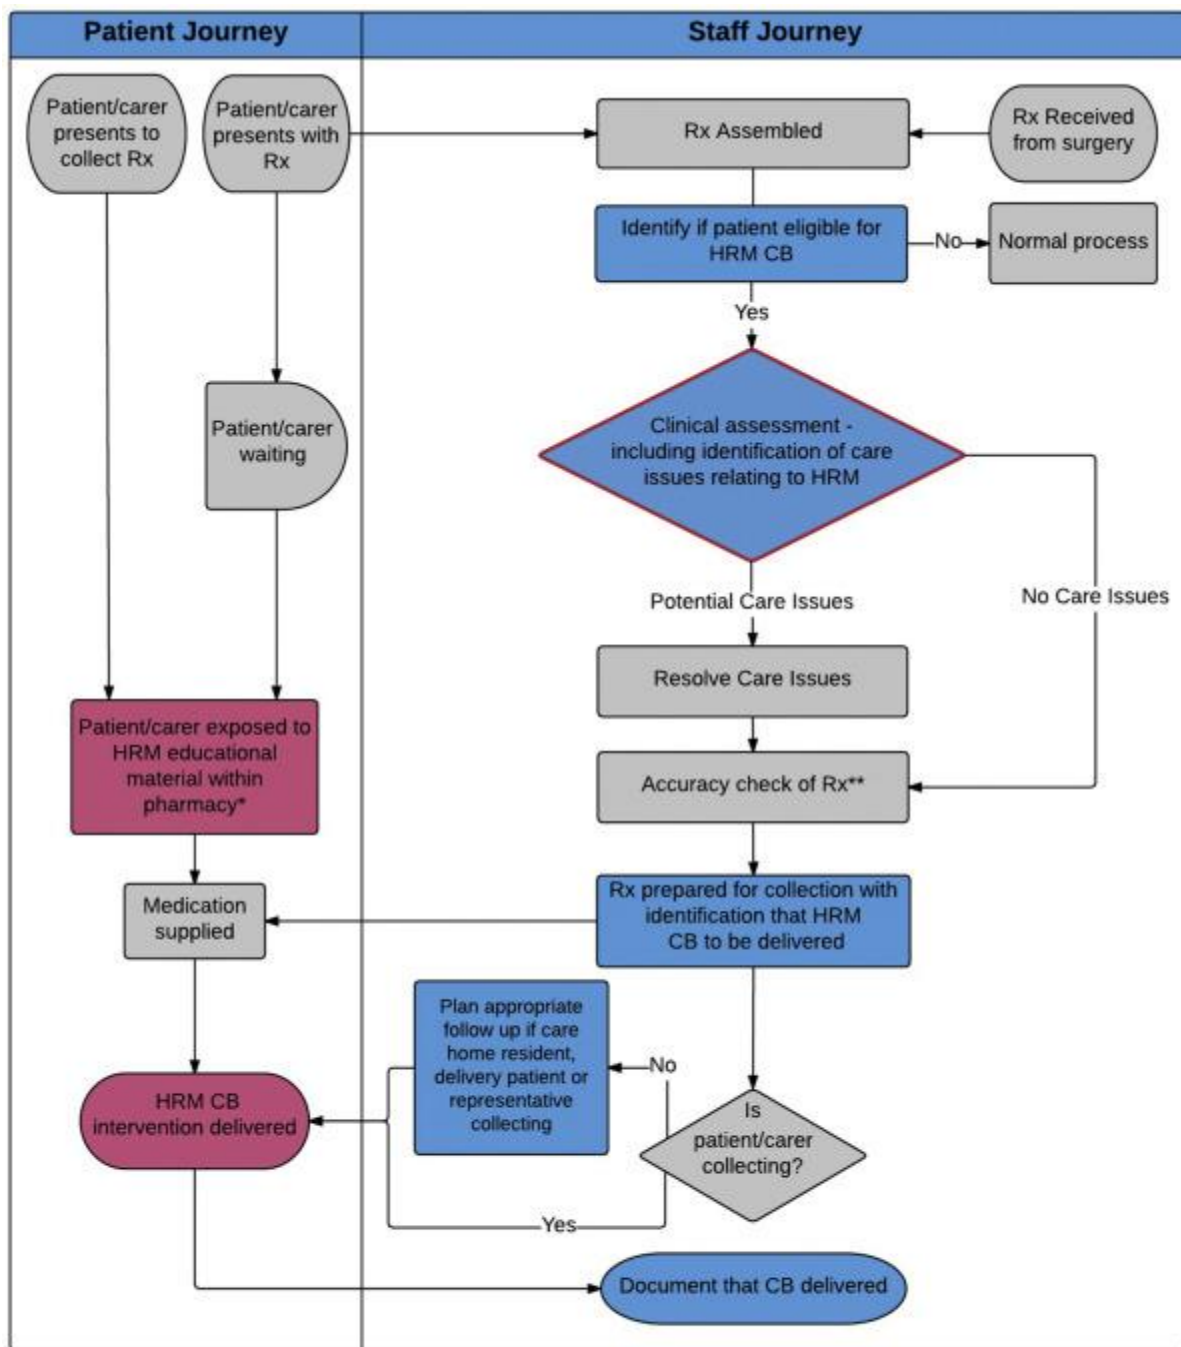 Patient Journey
Staff Journey
Patient/carer
presents to
collect Rx
Patient/carer
presents with
Rx
Rx Assembled
Rx Received
from surgery
Identify if patient eligible for
HRM CB
No
Normal process
Yes
Patient/carer
waiting
Clinical assessment -
including identification of care
issues relating to HRM
Potential Care Issues
No Care Issues
Resolve Care Issues
Patient/carer exposed to
HRM educational
material within
pharmacy*
Accuracy check of Rx**
Medication
supplied
Rx prepared for collection with
identification that HRM
CB to be delivered
Plan appropriate
follow up if care
home resident,
delivery patient or
representative
collecting
No
HRM CB
intervention delivered
Is
patient/carer
collecting?
Yes
Document that CB delivered